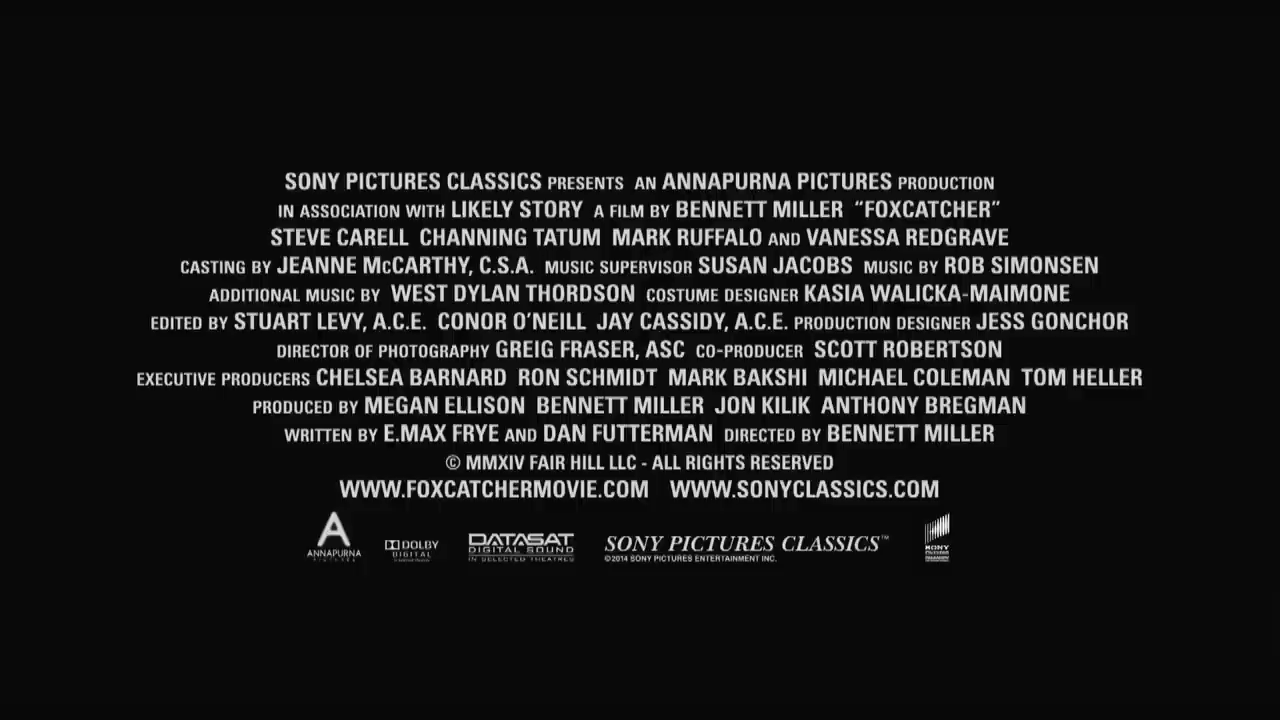 SONY PICTURES CLASSICS PRESENTS AN ANNAPURNA PICTURES PRODUCTION
IN ASSOCIATION WITH LIKELY STORY A FILM BY BENNETT MILLER “FOXCATCHER”
STEVE CARELL CHANNING TATUM MARK RUFFALO AND VANESSA REDGRAVE
CASTING BY JEANNE McCARTHY, C.S.A. MUSIC SUPERVISOR SUSAN JACOBS MUSIC BY ROB SIMONSEN
ADDITIONAL MUSIC BY WEST DYLAN THORDSON COSTUME DESIGNER KASIA WALICKA-MAIMONE
EDITED BY STUART LEVY, A.C.E. CONOR O’NEILL JAY CASSIDY, A.C.E. PRODUCTION DESIGNER JESS GONCHOR
DIRECTOR OF PHOTOGRAPHY GREIG FRASER, ASC CO-PRODUCER SCOTT ROBERTSON
EXECUTIVE PRODUCERS CHELSEA BARNARD RON SCHMIDT MARK BAKSHI MICHAEL COLEMAN TOM HELLER
PRODUCED BY MEGAN ELLISON BENNETT MILLER JON KILIK ANTHONY BREGMAN
WRITTEN BY E.MAX FRYE AND DAN FUTTERMAN DIRECTED BY BENNETT MILLER
© MMXIV FAIR HILL LLC - ALL RIGHTS RESERVED
WWW.FOXCATCHERMOVIE.COM WWW.SONYCLASSICS.COM
A ANNAPURNA PICTURES
DOLBY DIGITAL
DATASAT DIGITAL SOUND IN SELECTED THEATRES
SONY PICTURES CLASSICS™
©2014 SONY PICTURES ENTERTAINMENT INC.
SONY